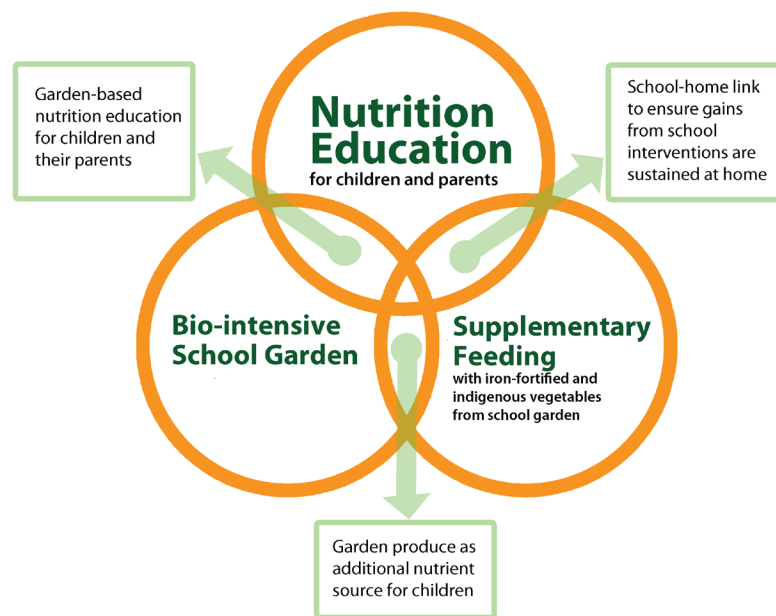 Garden-based
nutrition education
for children and
their parents
Nutrition
Education
for children and parents
School-home link
to ensure gains
from school
interventions are
sustained at home
Bio-intensive
School Garden
Supplementary
Feeding
with iron-fortified and
indigenous vegetables
from school garden
Garden produce as
additional nutrient
source for children